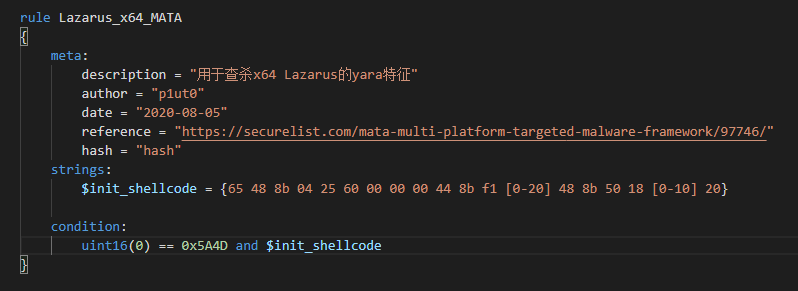 rule Lazarus_x64_MATA
{
    meta:
        description = "用于查杀x64 Lazarus的yara特征"
        author = "p1ut0"
        date = "2020-08-05"
        reference = "https://securelist.com/mata-multi-platform-targeted-malware-framework/97746/"
        hash = "hash"
    strings:
        $init_shellcode = {65 48 8b 04 25 60 00 00 00 44 8b f1 [0-20] 48 8b 50 18 [0-10] 20}
    condition:
        uint16(0) == 0x5A4D and $init_shellcode
}